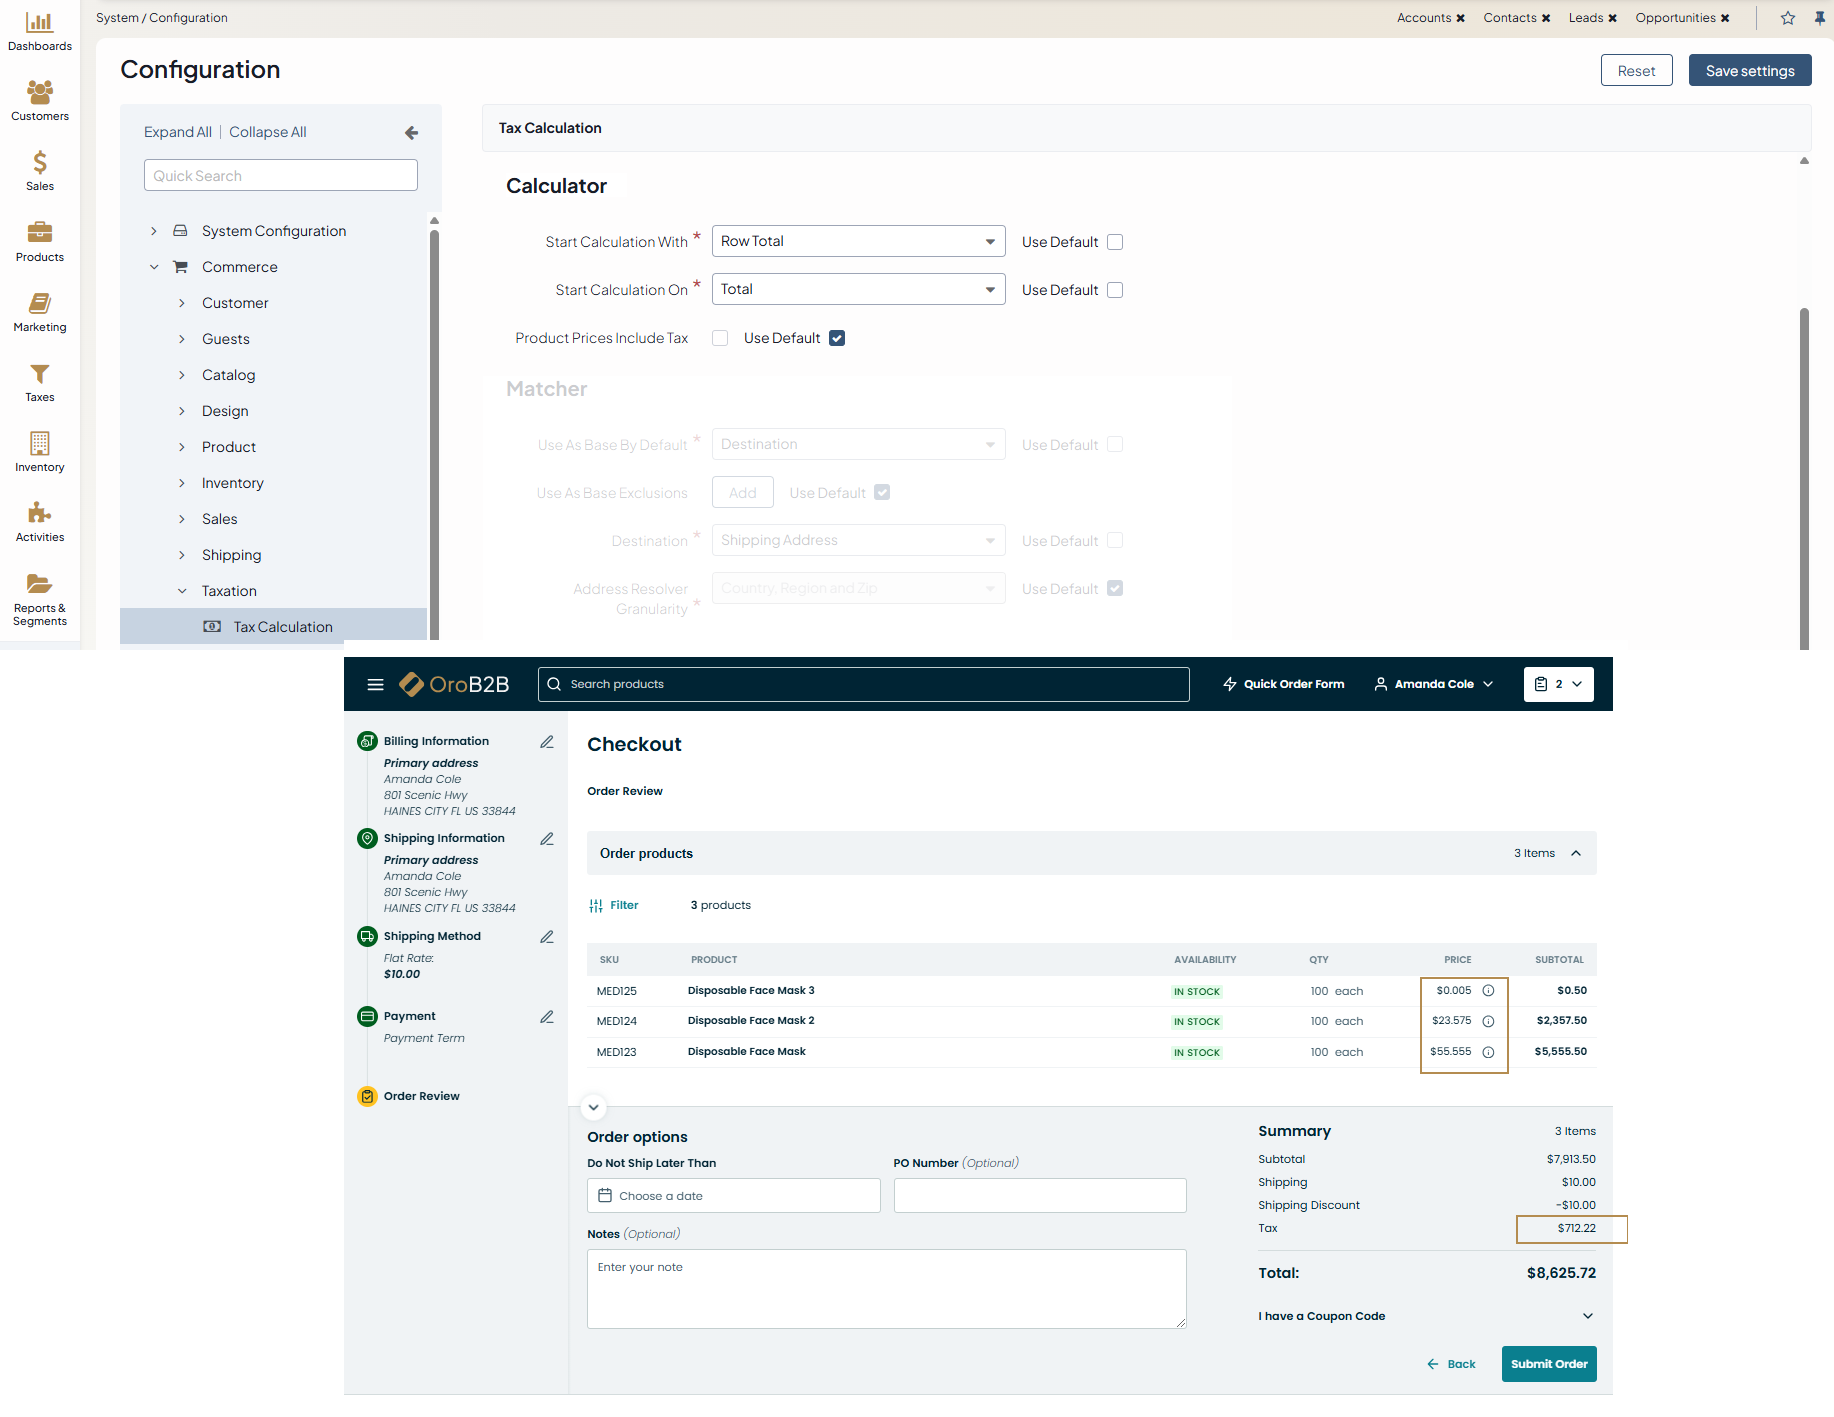 System / Configuration
Accounts ✖ Contacts ✖ Leads ✖ Opportunities ✖
Dashboards
Customers
Sales
Products
Marketing
Taxes
Inventory
Activities
Reports &
Segments
Configuration
Reset Save settings
Expand All | Collapse All
Quick Search
System Configuration
Commerce
Customer
Guests
Catalog
Design
Product
Inventory
Sales
Shipping
Taxation
Tax Calculation
Tax Calculation
Calculator
Start Calculation With * Row Total Use Default
Start Calculation On * Total Use Default
Product Prices Include Tax Use Default
Matcher
Use As Base By Default * Destination Use Default
Use As Base Exclusions Add Use Default
Destination * Shipping Address Use Default
Address Resolver
Granularity * Country, Region and Zip Use Default
OroB2B
Search products
Quick Order Form Amanda Cole 2
Billing Information
Primary address
Amanda Cole
801 Scenic Hwy
HAINES CITY FL US 33844
Shipping Information
Primary address
Amanda Cole
801 Scenic Hwy
HAINES CITY FL US 33844
Shipping Method
Flat Rate:
$10.00
Payment
Payment Term
Order Review
Checkout
Order Review
Order products 3 Items
Filter 3 products
SKU PRODUCT AVAILABILITY QTY PRICE SUBTOTAL
MED125 Disposable Face Mask 3 IN STOCK 100 each $0.005 $0.50
MED124 Disposable Face Mask 2 IN STOCK 100 each $23.575 $2,357.50
MED123 Disposable Face Mask IN STOCK 100 each $55.555 $5,555.50
Order options
Do Not Ship Later Than PO Number (Optional)
Choose a date
Notes (Optional)
Enter your note
Summary 3 Items
Subtotal $7,913.50
Shipping $10.00
Shipping Discount -$10.00
Tax $712.22
Total: $8,625.72
I have a Coupon Code
Back Submit Order